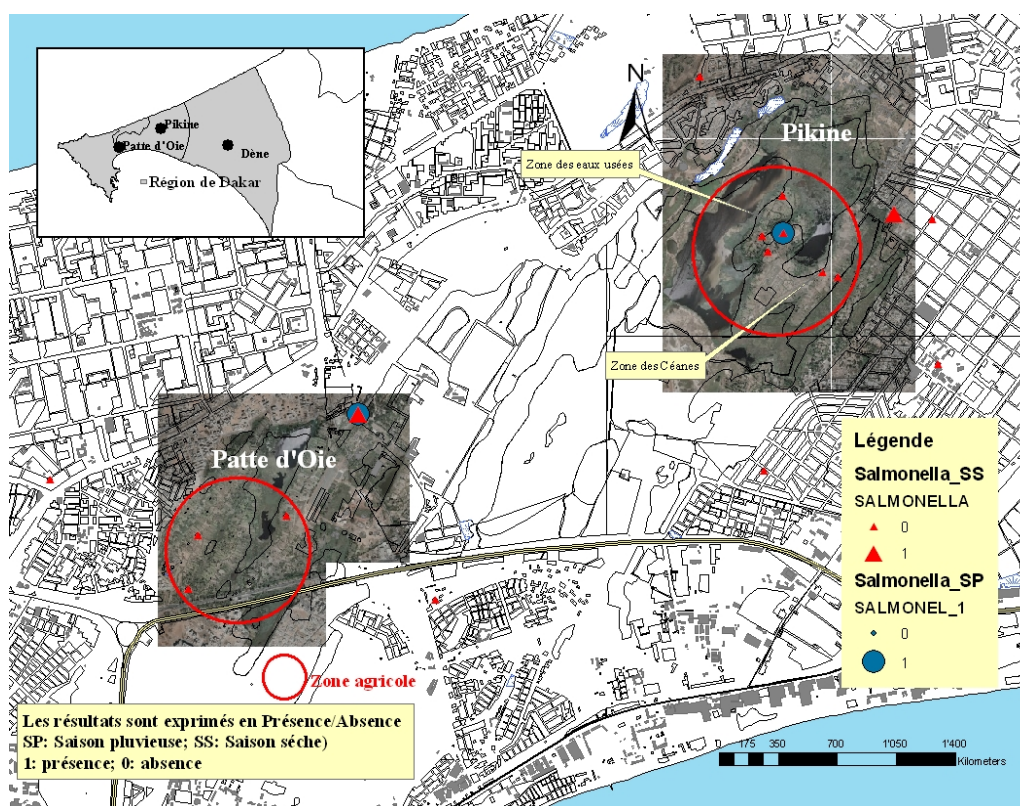 Pikine
Patte d'Oie
Dène
Région de Dakar
N
Pikine
Zone des eaux usées
Zone des Céanes
Patte d'Oie
Zone agricole
Légende
Salmonella_SS
SALMONELLA
0
1
Salmonella_SP
SALMONEL_1
0
1
Les résultats sont exprimés en Présence/Absence
SP: Saison pluvieuse; SS: Saison séche)
1: présence; 0: absence
0 175 350 700 1'050 1'400
Kilometers